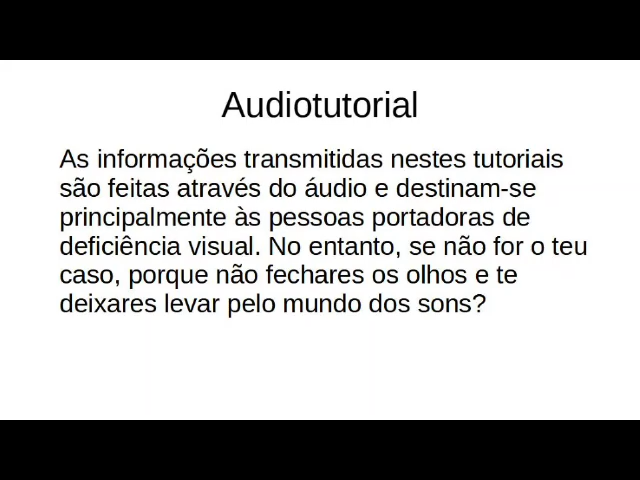 Audiotutorial
As informações transmitidas nestes tutoriais
são feitas através do áudio e destinam-se
principalmente às pessoas portadoras de
deficiência visual. No entanto, se não for o teu
caso, porque não fechares os olhos e te
deixares levar pelo mundo dos sons?